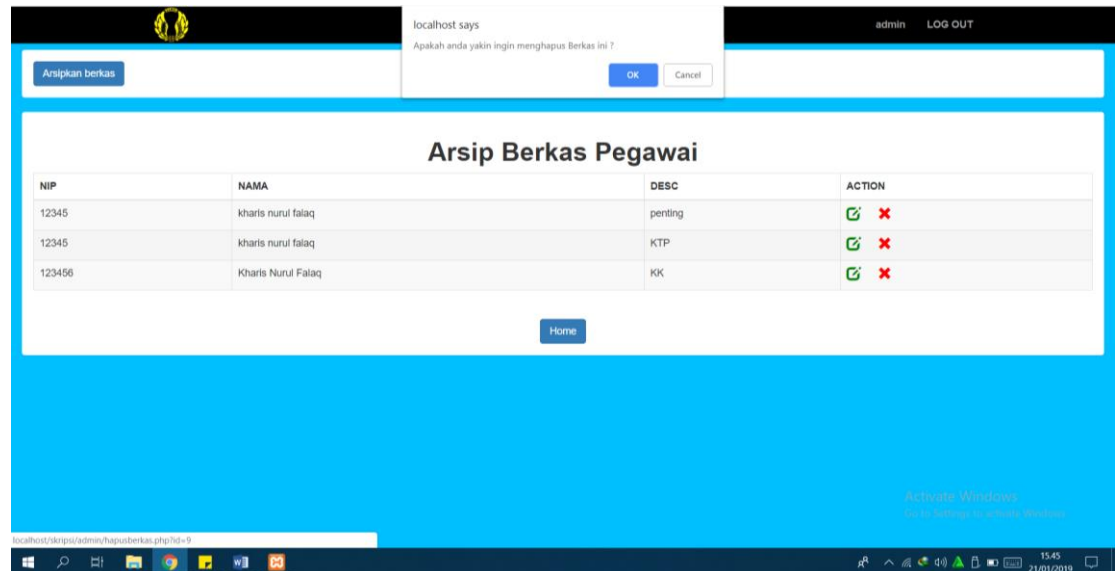 localhost says
Apakah anda yakin ingin menghapus Berkas ini ?
OK Cancel
admin LOG OUT
Arsipkan berkas
Arsip Berkas Pegawai
NIP NAMA DESC ACTION
12345 kharis nurul falaq penting
12345 kharis nurul falaq KTP
123456 Kharis Nurul Falaq KK
Home
Activate Windows
Go to Settings to activate Windows.
localhost/skripsi/admin/hapusberkas.php?id=9
15.45
21/01/2019